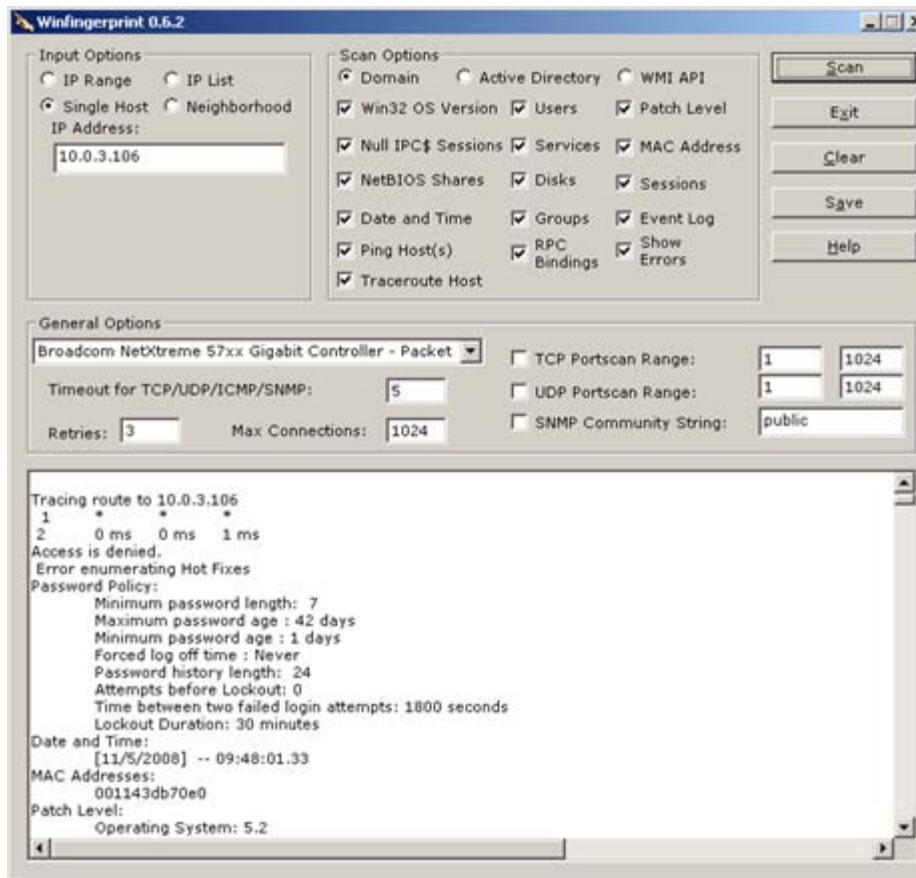 Winfingerprint 0.6.2
Input Options
IP Range IP List
Single Host Neighborhood
IP Address:
10.0.3.106
Scan Options
Domain Active Directory WMI API
Win32 OS Version Users Patch Level
Null IPC$ Sessions Services MAC Address
NetBIOS Shares Disks Sessions
Date and Time Groups Event Log
Ping Host(s) RPC Bindings Show Errors
Traceroute Host
Scan
Exit
Clear
Save
Help
General Options
Broadcom NetXtreme 57xx Gigabit Controller - Packet
Timeout for TCP/UDP/ICMP/SNMP: 5
Retries: 3 Max Connections: 1024
TCP Portscan Range: 1 1024
UDP Portscan Range: 1 1024
SNMP Community String: public
Tracing route to 10.0.3.106
1 * * *
2 0 ms 0 ms 1 ms
Access is denied.
Error enumerating Hot Fixes
Password Policy:
Minimum password length: 7
Maximum password age : 42 days
Minimum password age : 1 days
Forced log off time : Never
Password history length: 24
Attempts before Lockout: 0
Time between two failed login attempts: 1800 seconds
Lockout Duration: 30 minutes
Date and Time:
[11/5/2008] -- 09:48:01.33
MAC Addresses:
001143db70e0
Patch Level:
Operating System: 5.2